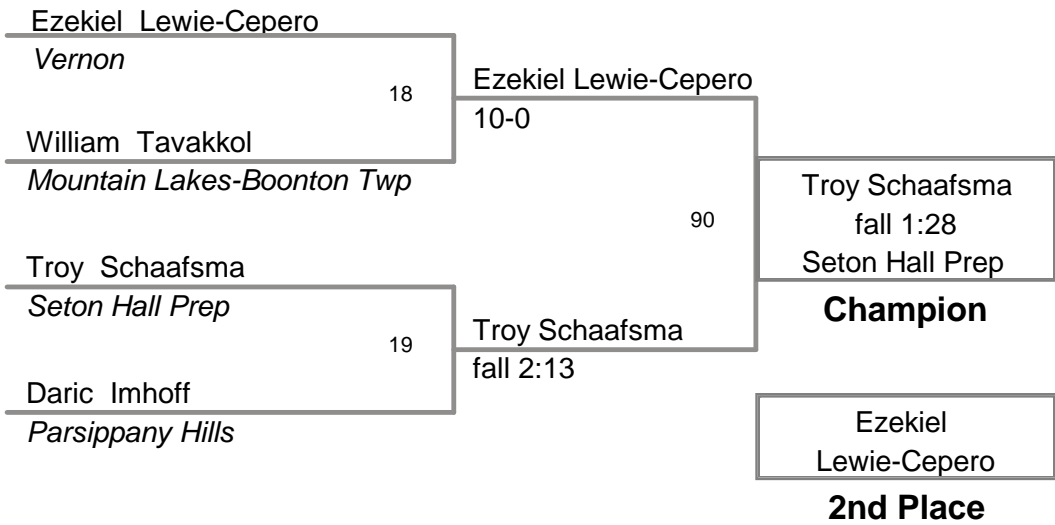 Ezekiel Lewie-Cepero
Vernon
18
William Tavakkol
Mountain Lakes-Boonton Twp
Ezekiel Lewie-Cepero
10-0
Troy Schaafsma
Seton Hall Prep
19
Daric Imhoff
Parsippany Hills
Troy Schaafsma
fall 2:13
90
Troy Schaafsma
fall 1:28
Seton Hall Prep
Champion
Ezekiel
Lewie-Cepero
2nd Place